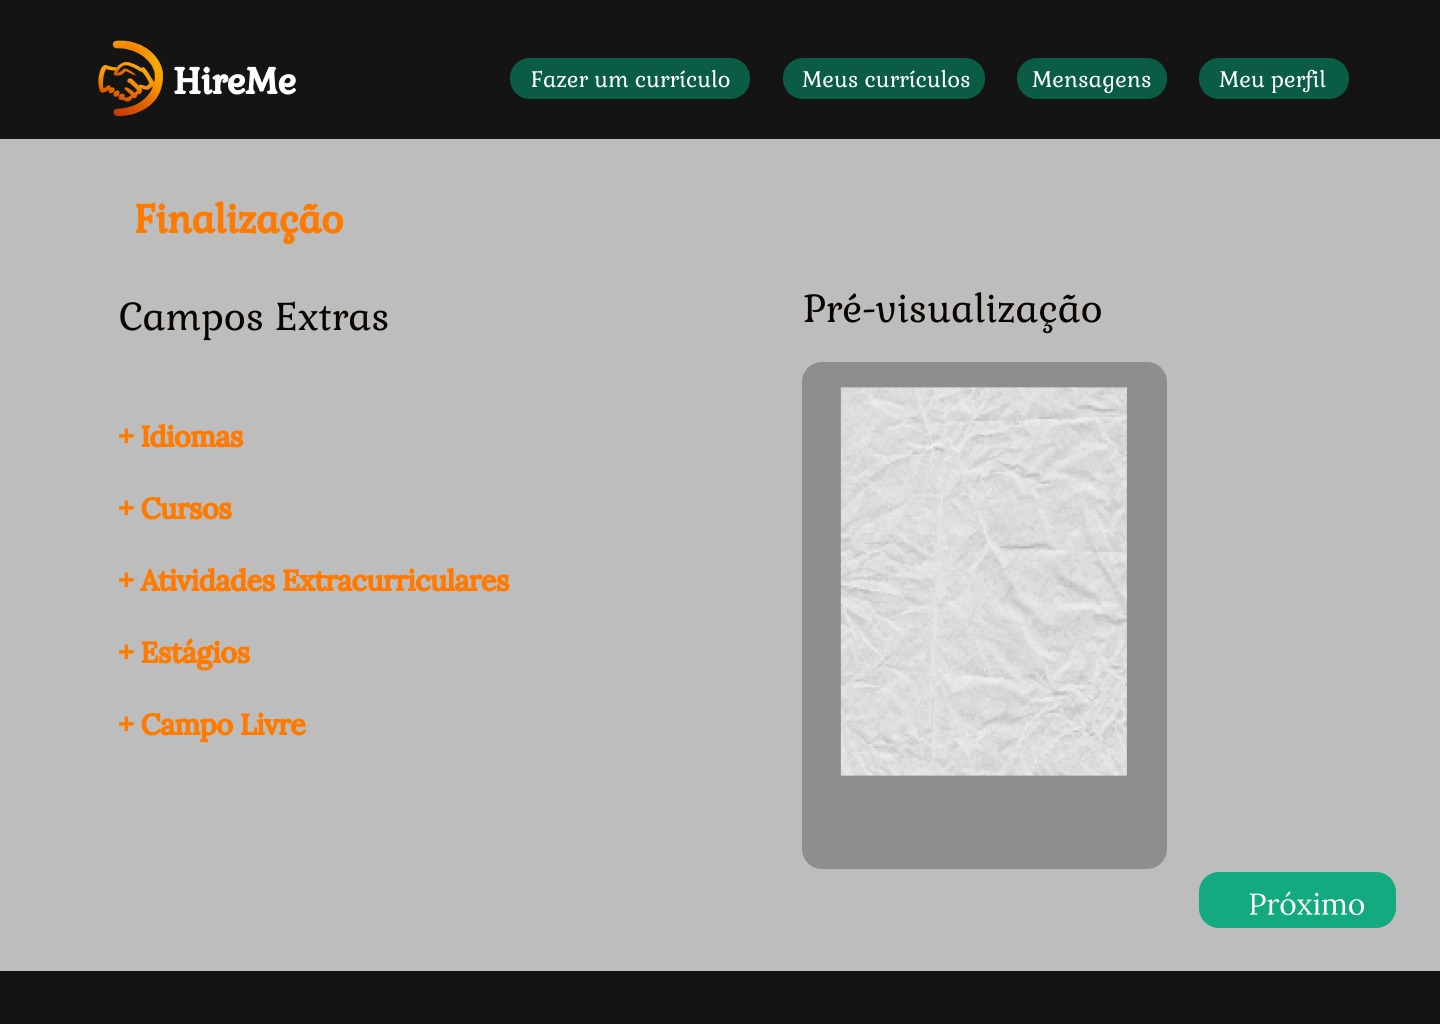 HireMe
Fazer um currículo
Meus currículos
Mensagens
Meu perfil
Finalização
Campos Extras
+ Idiomas
+ Cursos
+ Atividades Extracurriculares
+ Estágios
+ Campo Livre
Pré-visualização
Próximo